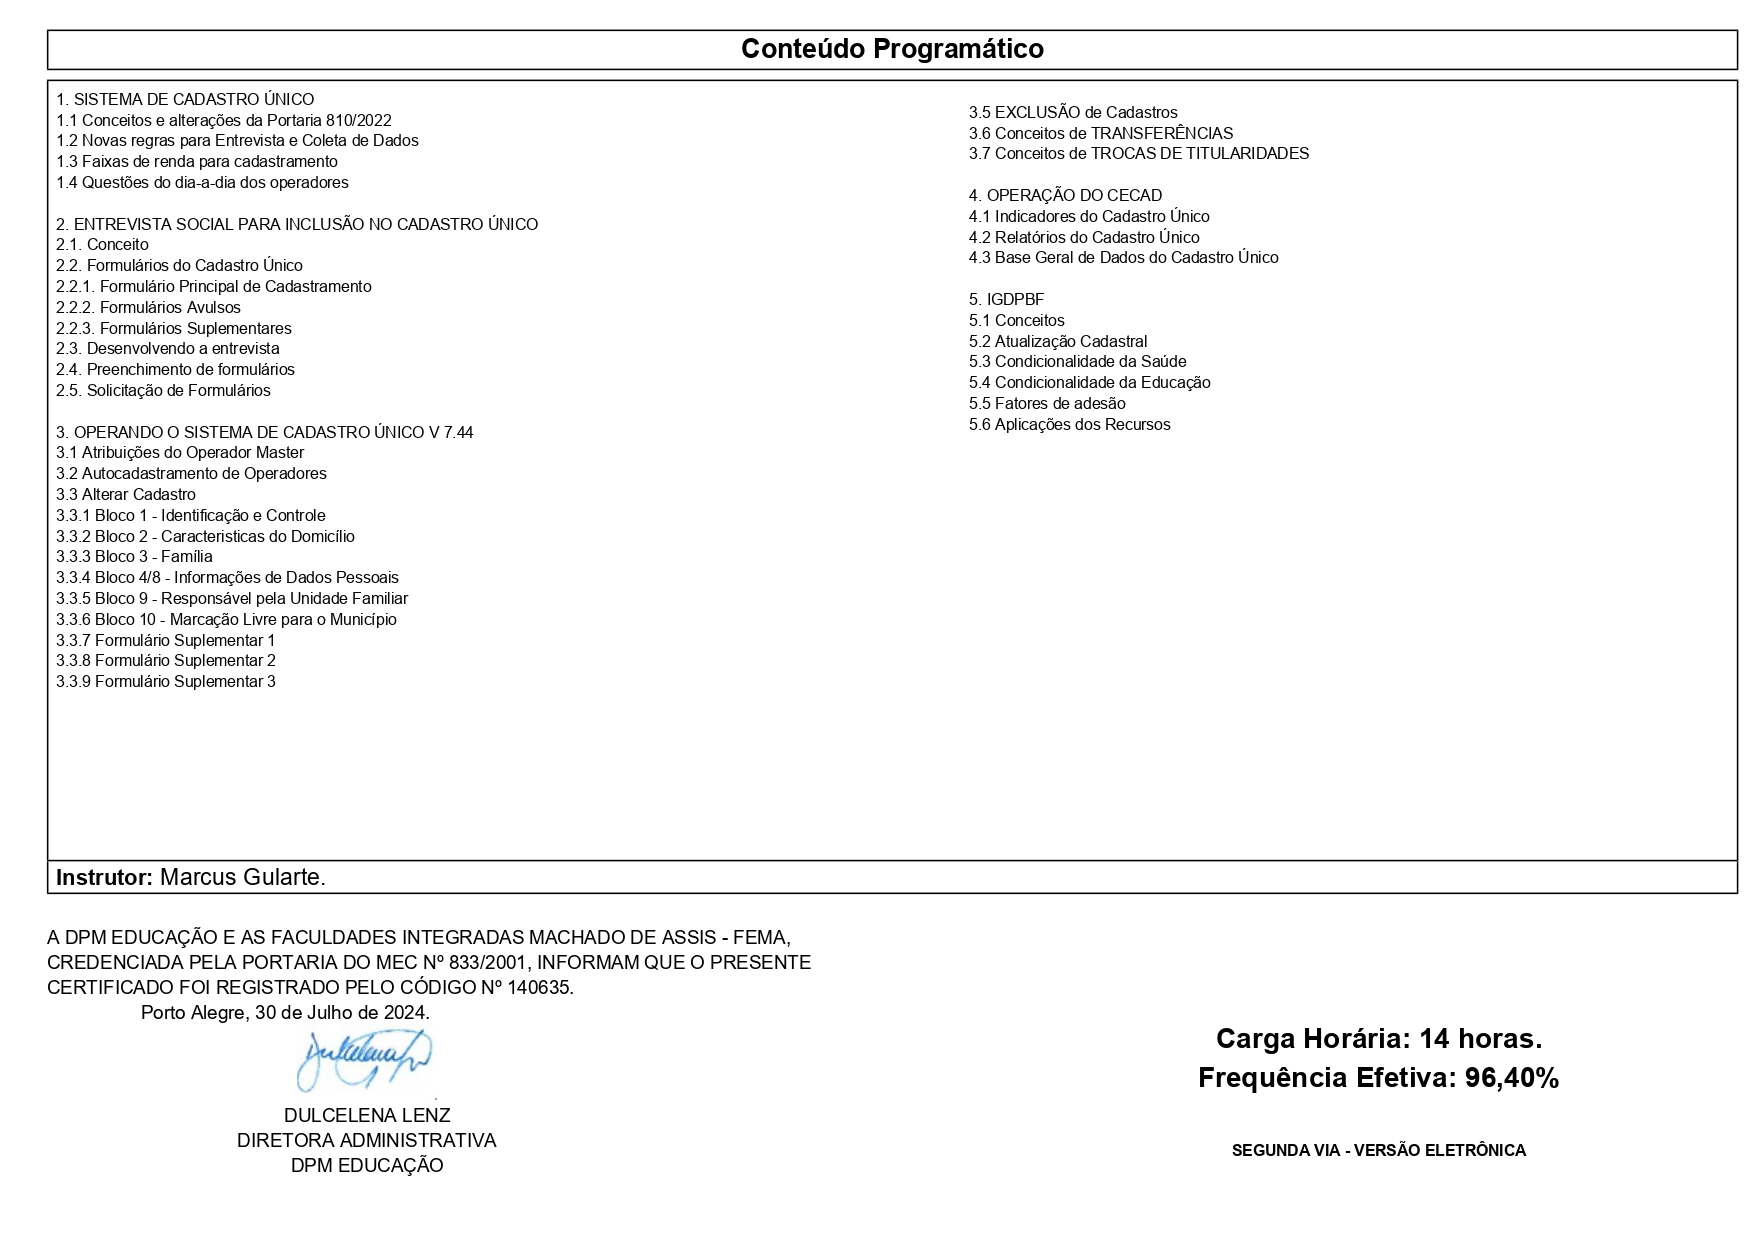 Conteúdo Programático
1. SISTEMA DE CADASTRO ÚNICO
1.1 Conceitos e alterações da Portaria 810/2022
1.2 Novas regras para Entrevista e Coleta de Dados
1.3 Faixas de renda para cadastramento
1.4 Questões do dia-a-dia dos operadores
2. ENTREVISTA SOCIAL PARA INCLUSÃO NO CADASTRO ÚNICO
2.1. Conceito
2.2. Formulários do Cadastro Único
2.2.1. Formulário Principal de Cadastramento
2.2.2. Formulários Avulsos
2.2.3. Formulários Suplementares
2.3. Desenvolvendo a entrevista
2.4. Preenchimento de formulários
2.5. Solicitação de Formulários
3. OPERANDO O SISTEMA DE CADASTRO ÚNICO V 7.44
3.1 Atribuições do Operador Master
3.2 Autocadastramento de Operadores
3.3 Alterar Cadastro
3.3.1 Bloco 1 - Identificação e Controle
3.3.2 Bloco 2 - Caracteristicas do Domicílio
3.3.3 Bloco 3 - Família
3.3.4 Bloco 4/8 - Informações de Dados Pessoais
3.3.5 Bloco 9 - Responsável pela Unidade Familiar
3.3.6 Bloco 10 - Marcação Livre para o Município
3.3.7 Formulário Suplementar 1
3.3.8 Formulário Suplementar 2
3.3.9 Formulário Suplementar 3
3.5 EXCLUSÃO de Cadastros
3.6 Conceitos de TRANSFERÊNCIAS
3.7 Conceitos de TROCAS DE TITULARIDADES
4. OPERAÇÃO DO CECAD
4.1 Indicadores do Cadastro Único
4.2 Relatórios do Cadastro Único
4.3 Base Geral de Dados do Cadastro Único
5. IGDPBF
5.1 Conceitos
5.2 Atualização Cadastral
5.3 Condicionalidade da Saúde
5.4 Condicionalidade da Educação
5.5 Fatores de adesão
5.6 Aplicações dos Recursos
Instrutor: Marcus Gularte.
A DPM EDUCAÇÃO E AS FACULDADES INTEGRADAS MACHADO DE ASSIS - FEMA,
CREDENCIADA PELA PORTARIA DO MEC Nº 833/2001, INFORMAM QUE O PRESENTE
CERTIFICADO FOI REGISTRADO PELO CÓDIGO Nº 140635.
Porto Alegre, 30 de Julho de 2024.
DULCELENA LENZ
DIRETORA ADMINISTRATIVA
DPM EDUCAÇÃO
Carga Horária: 14 horas.
Frequência Efetiva: 96,40%
SEGUNDA VIA - VERSÃO ELETRÔNICA